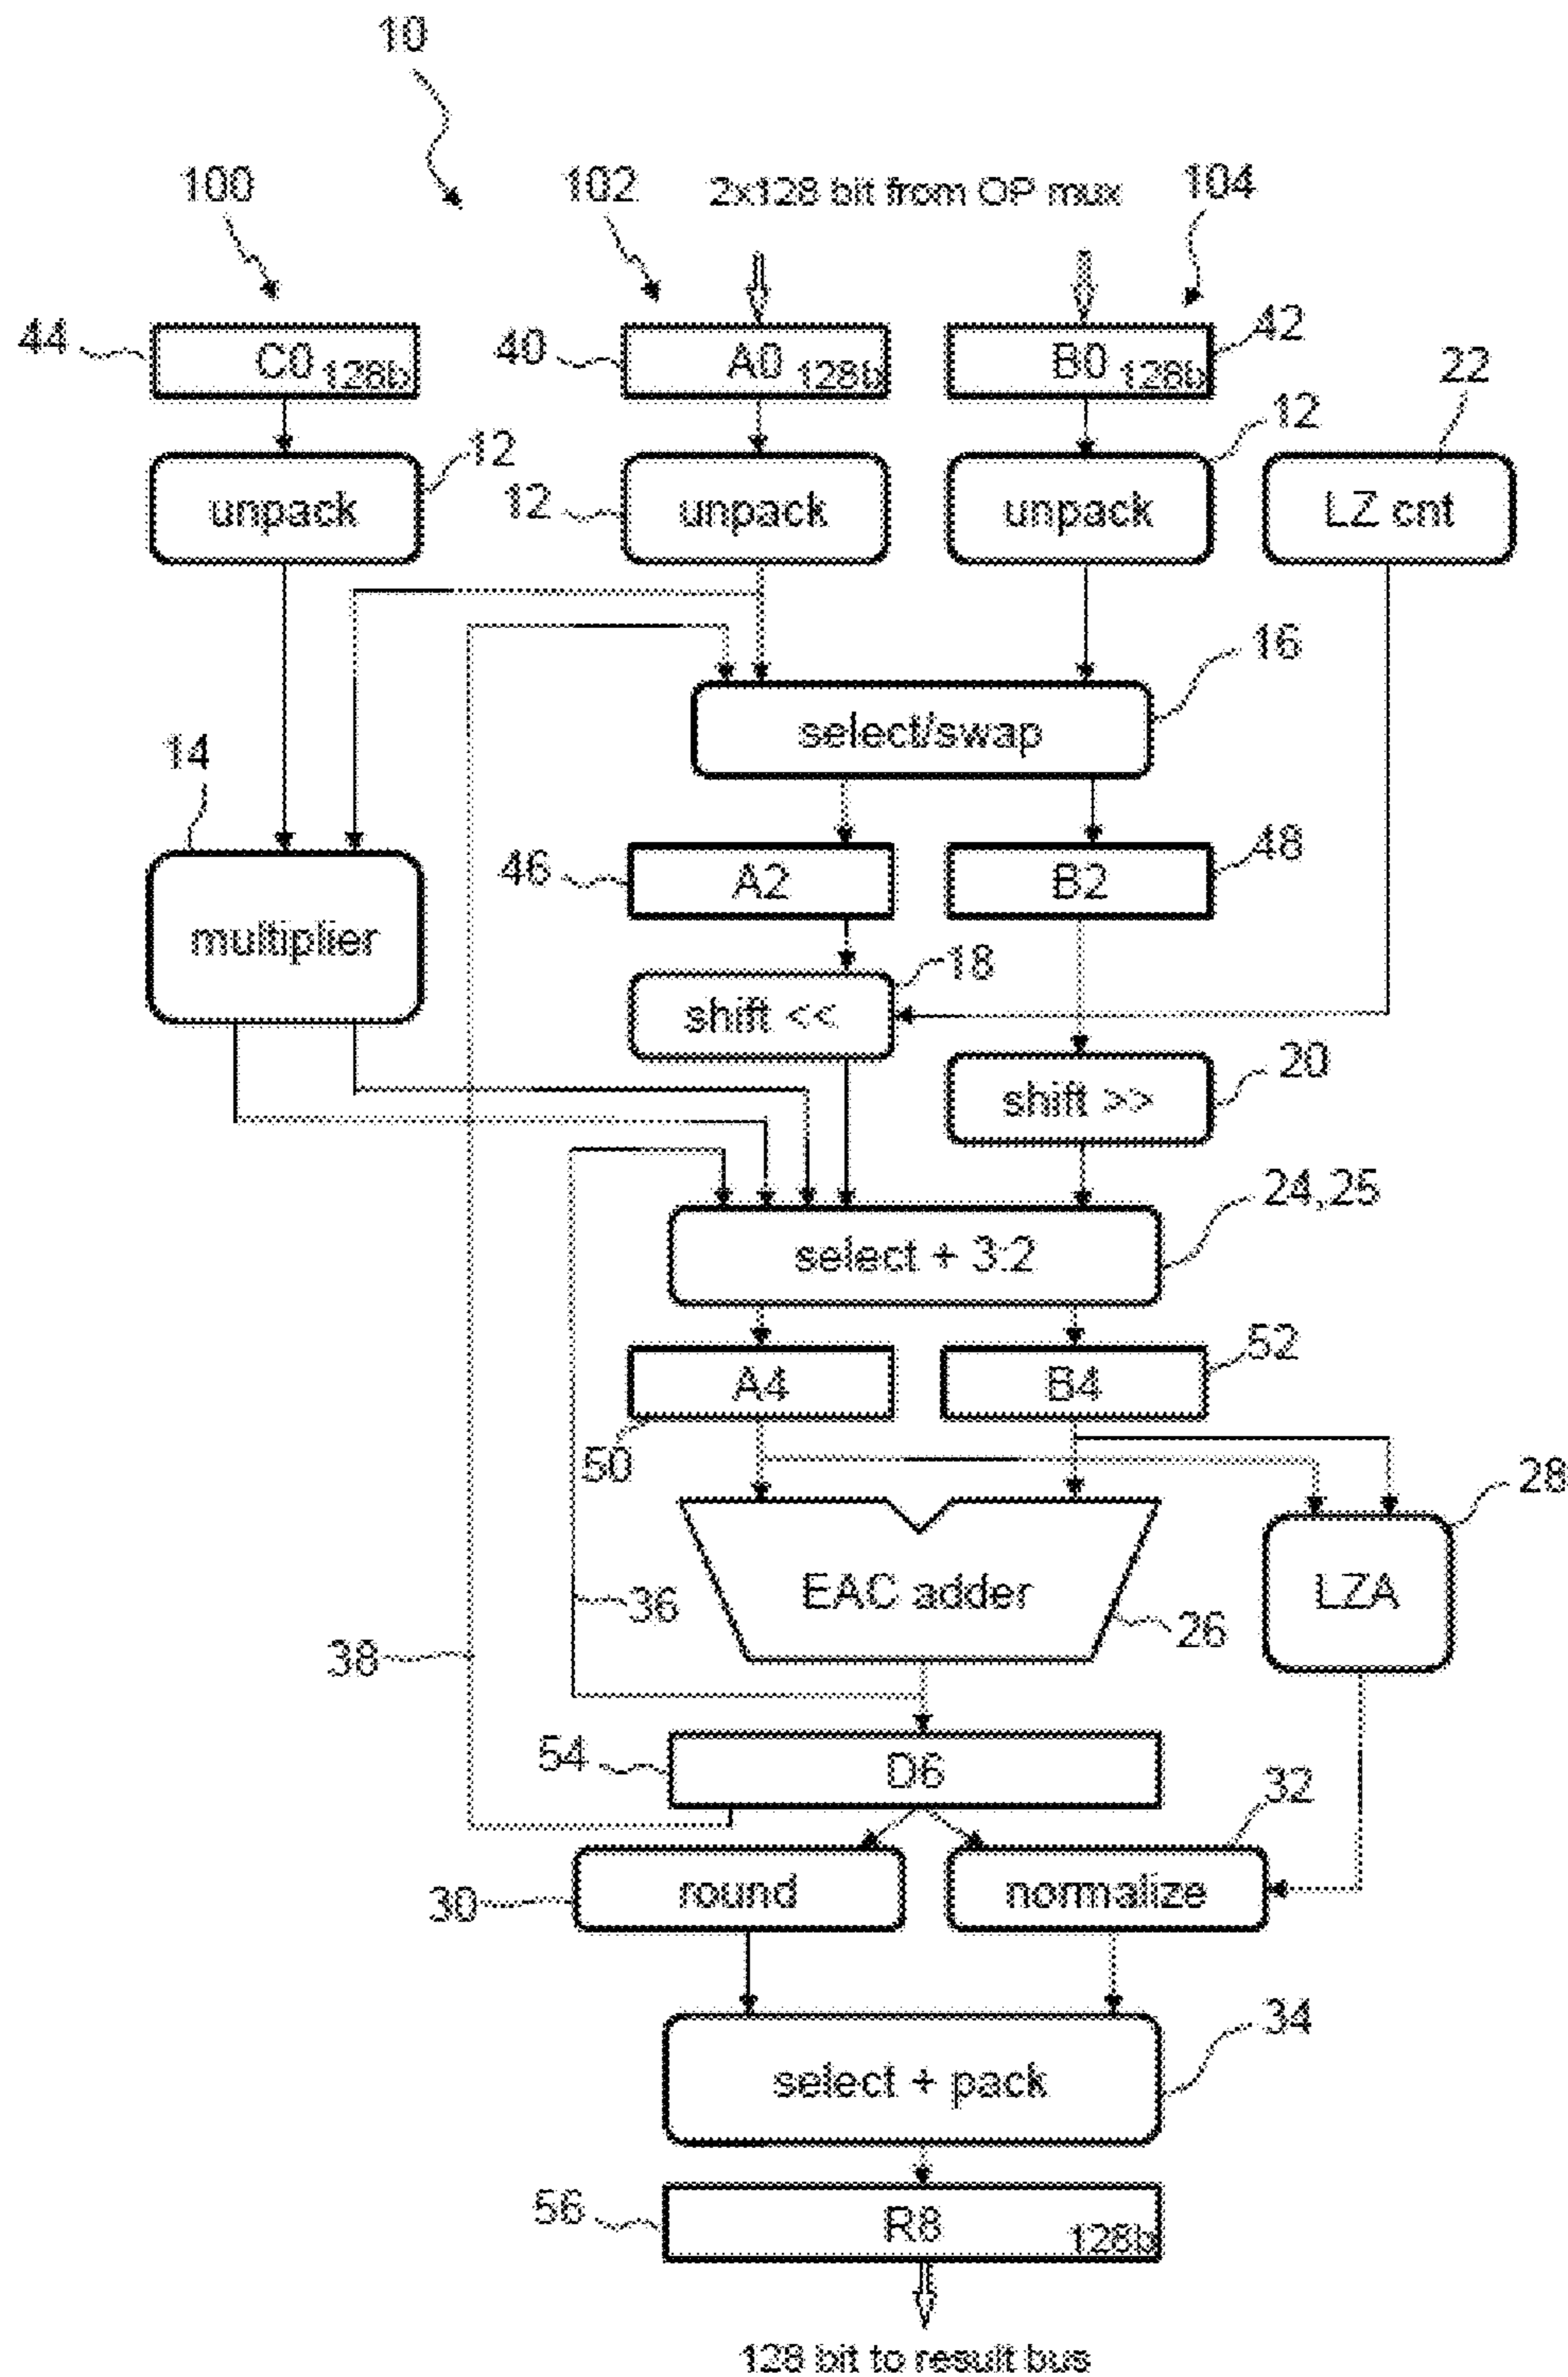 10
100
102
2x128 bit from OP mux
104
44
C0 128b
40
A0 128b
B0 128b
42
22
unpack
12
12
unpack
unpack
12
LZ cnt
16
select/swap
14
multiplier
46
A2
B2
48
shift <<
18
shift >>
20
24,25
select + 3:2
A4
B4
52
50
28
EAC adder
LZA
36
26
38
54
D6
32
30
round
normalize
34
select + pack
56
R8 128b
128 bit to result bus